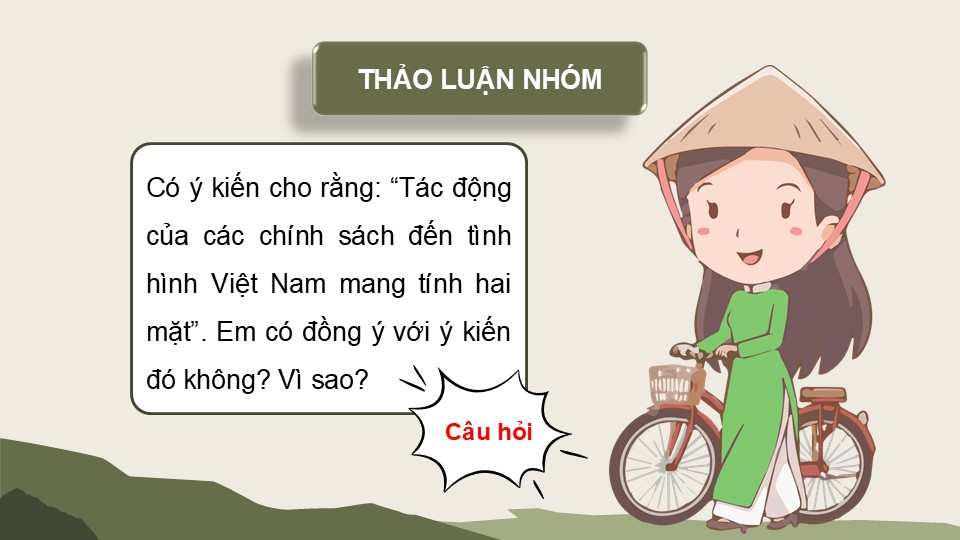 THẢO LUẬN NHÓM
Có ý kiến cho rằng: “Tác động
của các chính sách đến tình
hình Việt Nam mang tính hai
mặt”. Em có đồng ý với ý kiến
đó không? Vì sao?
Câu hỏi